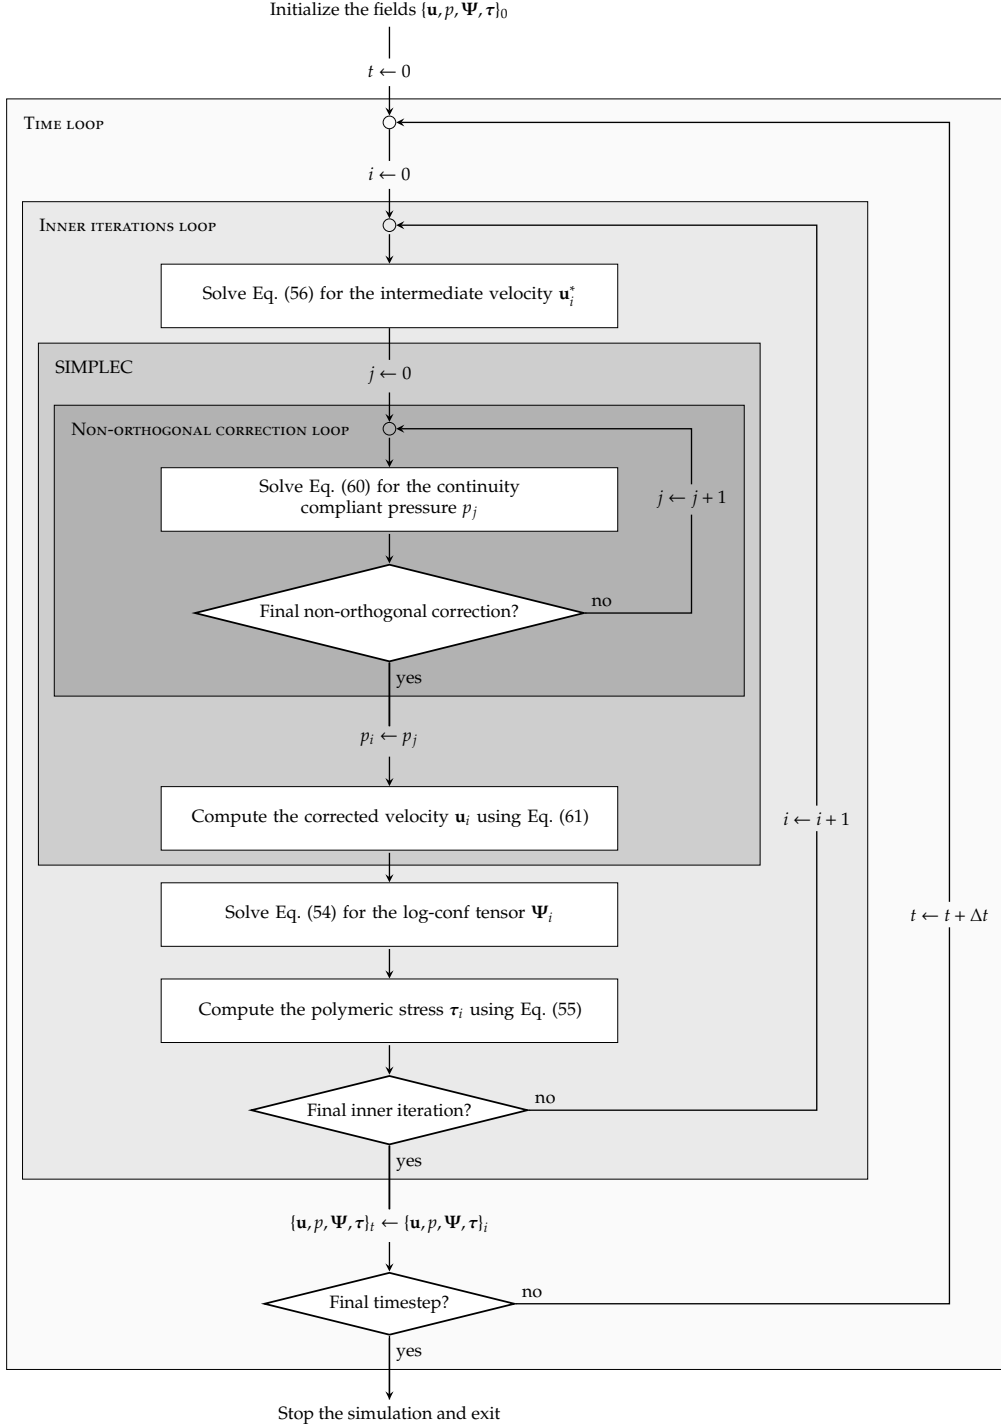 Initialize the fields {u, p, Ψ, τ}₀
t ← 0
Time loop
i ← 0
Inner iterations loop
Solve Eq. (56) for the intermediate velocity u*ᵢ
SIMPLEC
j ← 0
Non-orthogonal correction loop
Solve Eq. (60) for the continuity
compliant pressure pⱼ
j ← j + 1
Final non-orthogonal correction?
no
yes
pᵢ ← pⱼ
Compute the corrected velocity uᵢ using Eq. (61)
i ← i + 1
Solve Eq. (54) for the log-conf tensor Ψᵢ
t ← t + Δt
Compute the polymeric stress τᵢ using Eq. (55)
Final inner iteration?
no
yes
{u, p, Ψ, τ}ₜ ← {u, p, Ψ, τ}ᵢ
Final timestep?
no
yes
Stop the simulation and exit